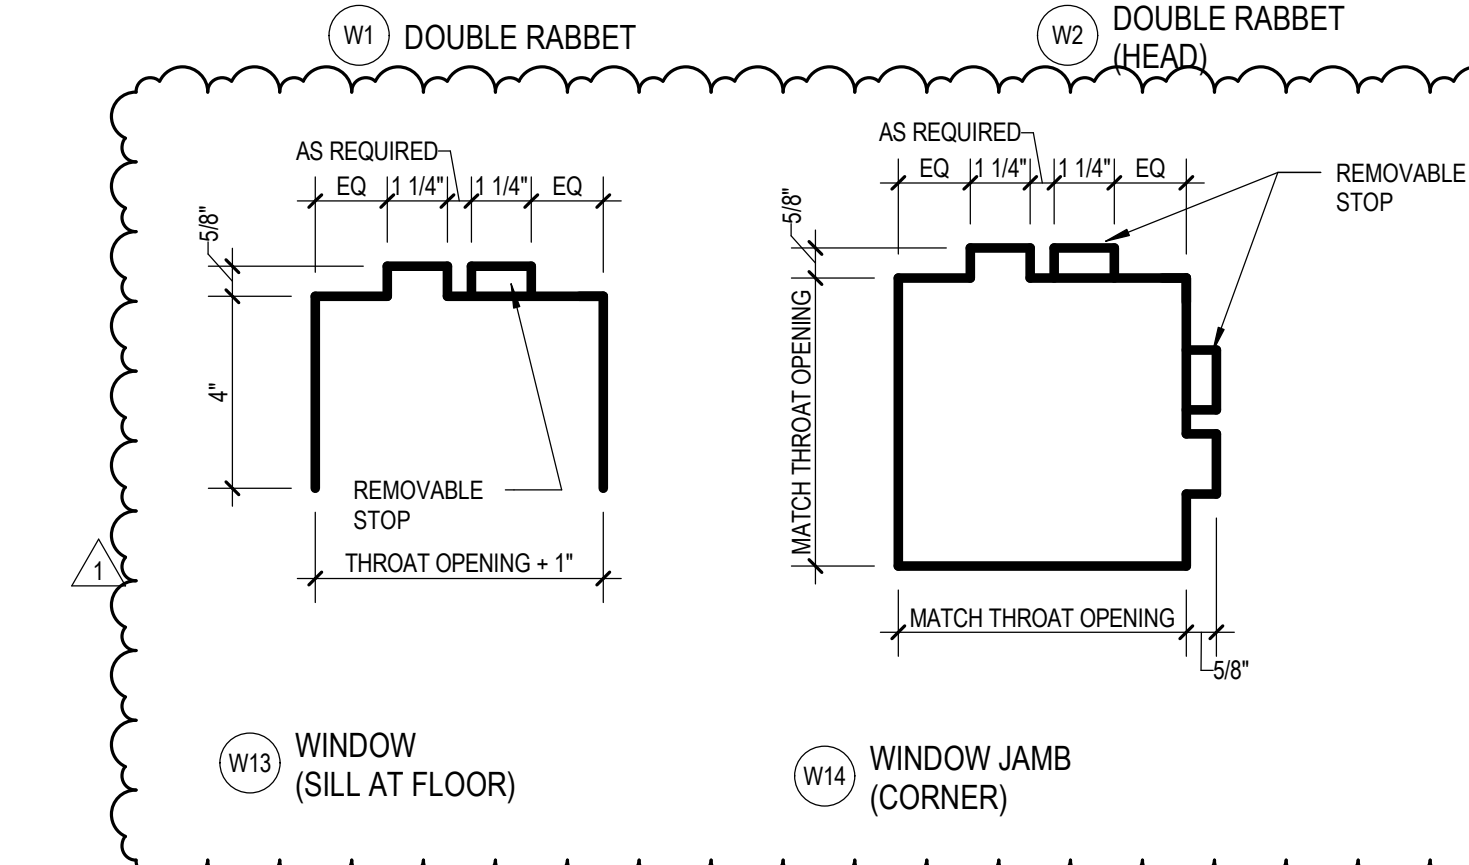 W1 DOUBLE RABBET
W2 DOUBLE RABBET
(HEAD)
AS REQUIRED
EQ 1 1/4" 1 1/4" EQ
5/8"
4"
REMOVABLE
STOP
THROAT OPENING + 1"
1
W13 WINDOW
(SILL AT FLOOR)
AS REQUIRED
EQ 1 1/4" 1 1/4" EQ
REMOVABLE
STOP
5/8"
MATCH THROAT OPENING
MATCH THROAT OPENING
5/8"
W14 WINDOW JAMB
(CORNER)